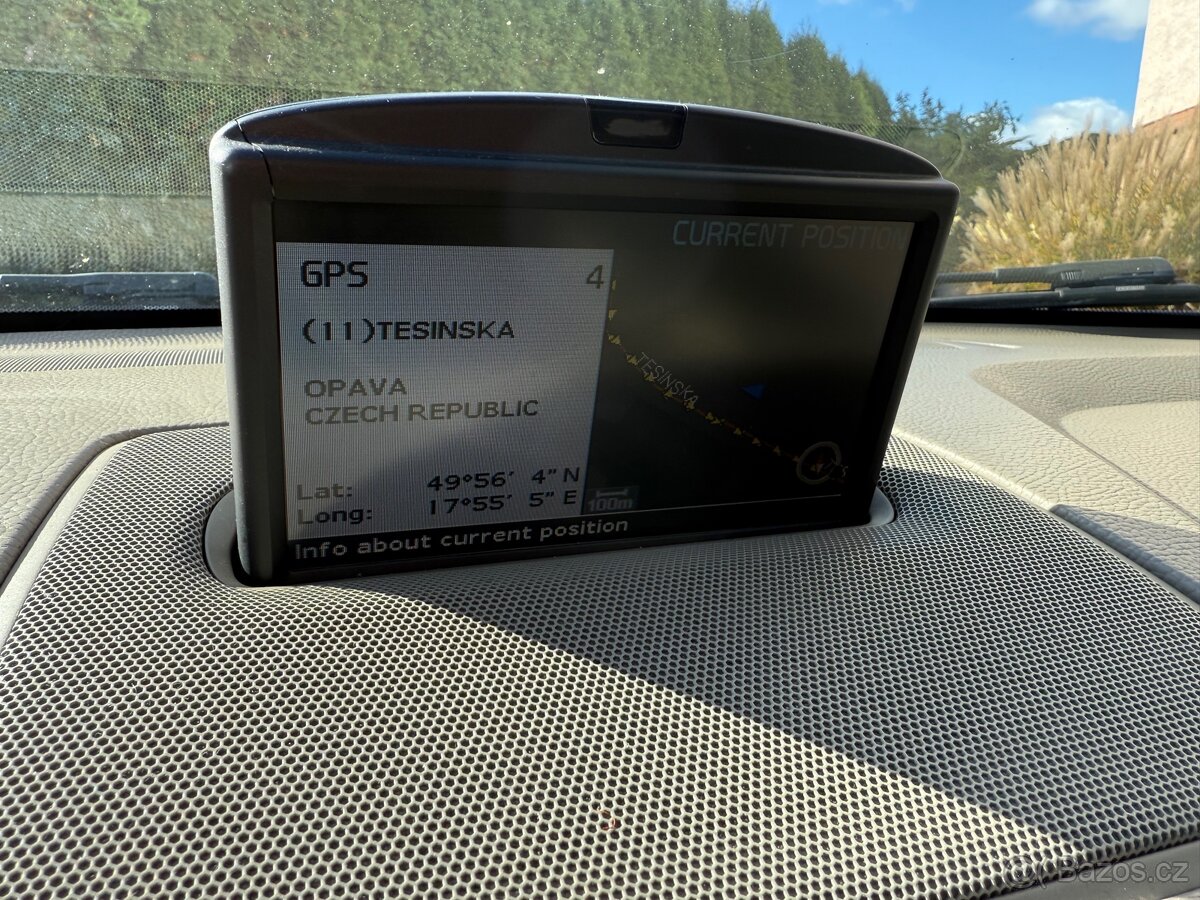 CURRENT POSITION
GPS 4
(11)TESINSKA
OPAVA
CZECH REPUBLIC
Lat: 49°56' 4" N
Long: 17°55' 5" E
TESINSKA
100m
Info about current position
Bazos.cz